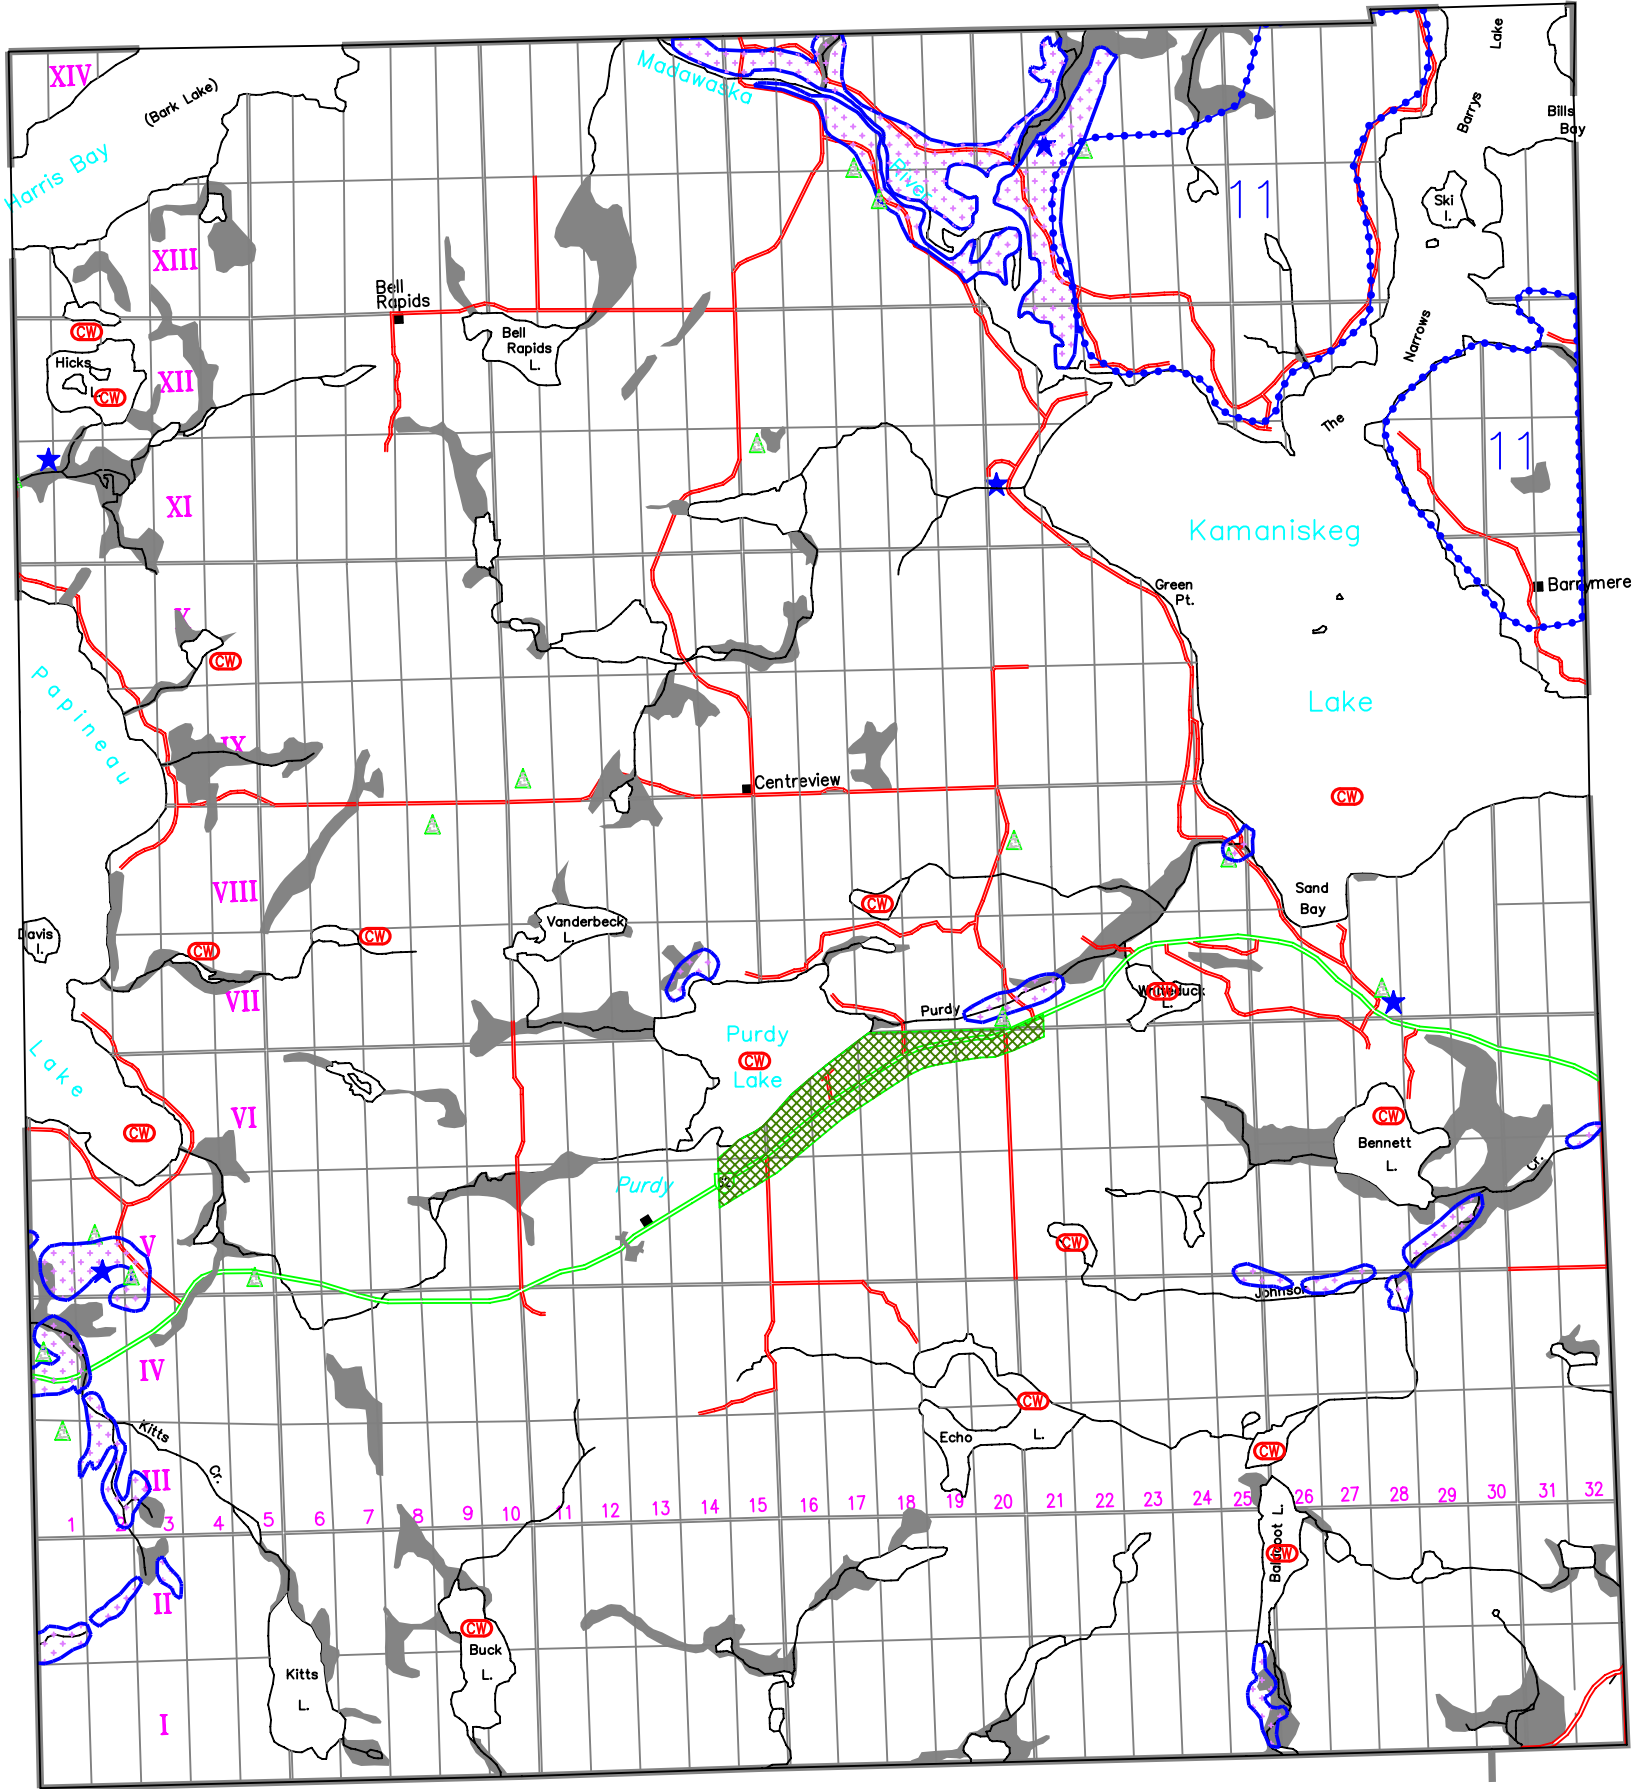 XIV
(Bark Lake)
Harris Bay
Madawaska
River
Lake
Barrys
Bills
Bay
Ski
I.
11
XIII
Bell
Rapids
Bell
Rapids
L.
CW
Hicks
L.
CW
XII
Narrows
The
11
XI
Kamaniskeg
Lake
Green
Pt.
Barrymere
X
CW
Papineau
Lake
IX
Centreview
CW
VIII
CW
Vanderbeck
L.
CW
Sand
Bay
Davis
I.
CW
VII
Purdy
Whiteduck
L.
CW
Purdy
Lake
CW
VI
CW
CW
Bennett
L.
Cr.
Purdy
62
V
CW
Johnson
IV
CW
Kitts
Cr.
Echo
L.
CW
III
1 2 3 4 5 6 7 8 9 10 11 12 13 14 15 16 17 18 19 20 21 22 23 24 25 26 27 28 29 30 31 32
Baldcoot L.
CW
II
CW
Buck
L.
Kitts
L.
I